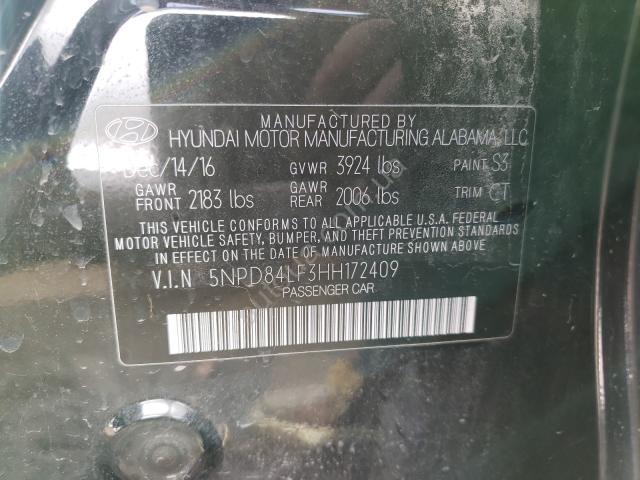 MANUFACTURED BY
HYUNDAI MOTOR MANUFACTURING ALABAMA, LLC
Dec/14/16 GVWR 3924 lbs PAINT S3
GAWR FRONT 2183 lbs GAWR REAR 2006 lbs TRIM CT
THIS VEHICLE CONFORMS TO ALL APPLICABLE U.S.A. FEDERAL
MOTOR VEHICLE SAFETY, BUMPER, AND THEFT PREVENTION STANDARDS
IN EFFECT ON THE DATE OF MANUFACTURE SHOWN ABOVE.
V.I.N 5NPD84LF3HH172409
PASSENGER CAR